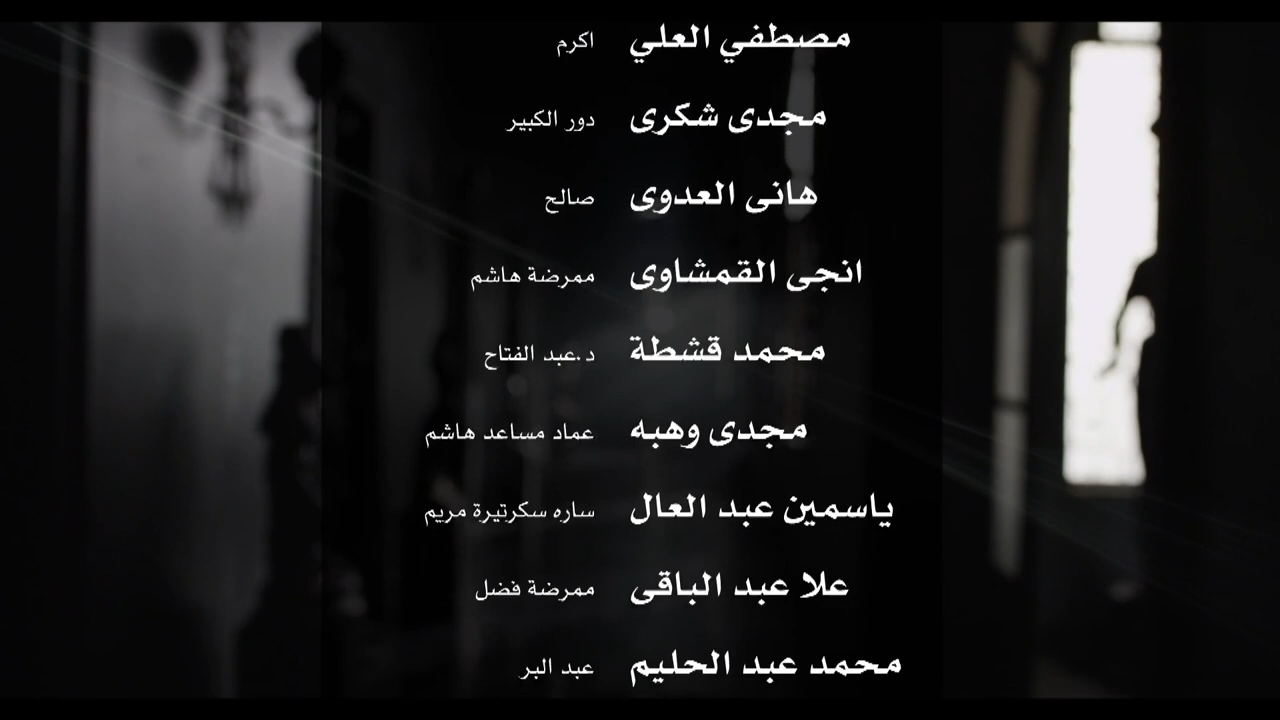 مصطفي العلي اكرم
مجدى شكرى دور الكبير
هانى العدوى صالح
انجى القمشاوى ممرضة هاشم
محمد قشطة د.عبد الفتاح
مجدى وهبه عماد مساعد هاشم
ياسمين عبد العال ساره سكرتيرة مريم
علا عبد الباقى ممرضة فضل
محمد عبد الحليم عبد البر